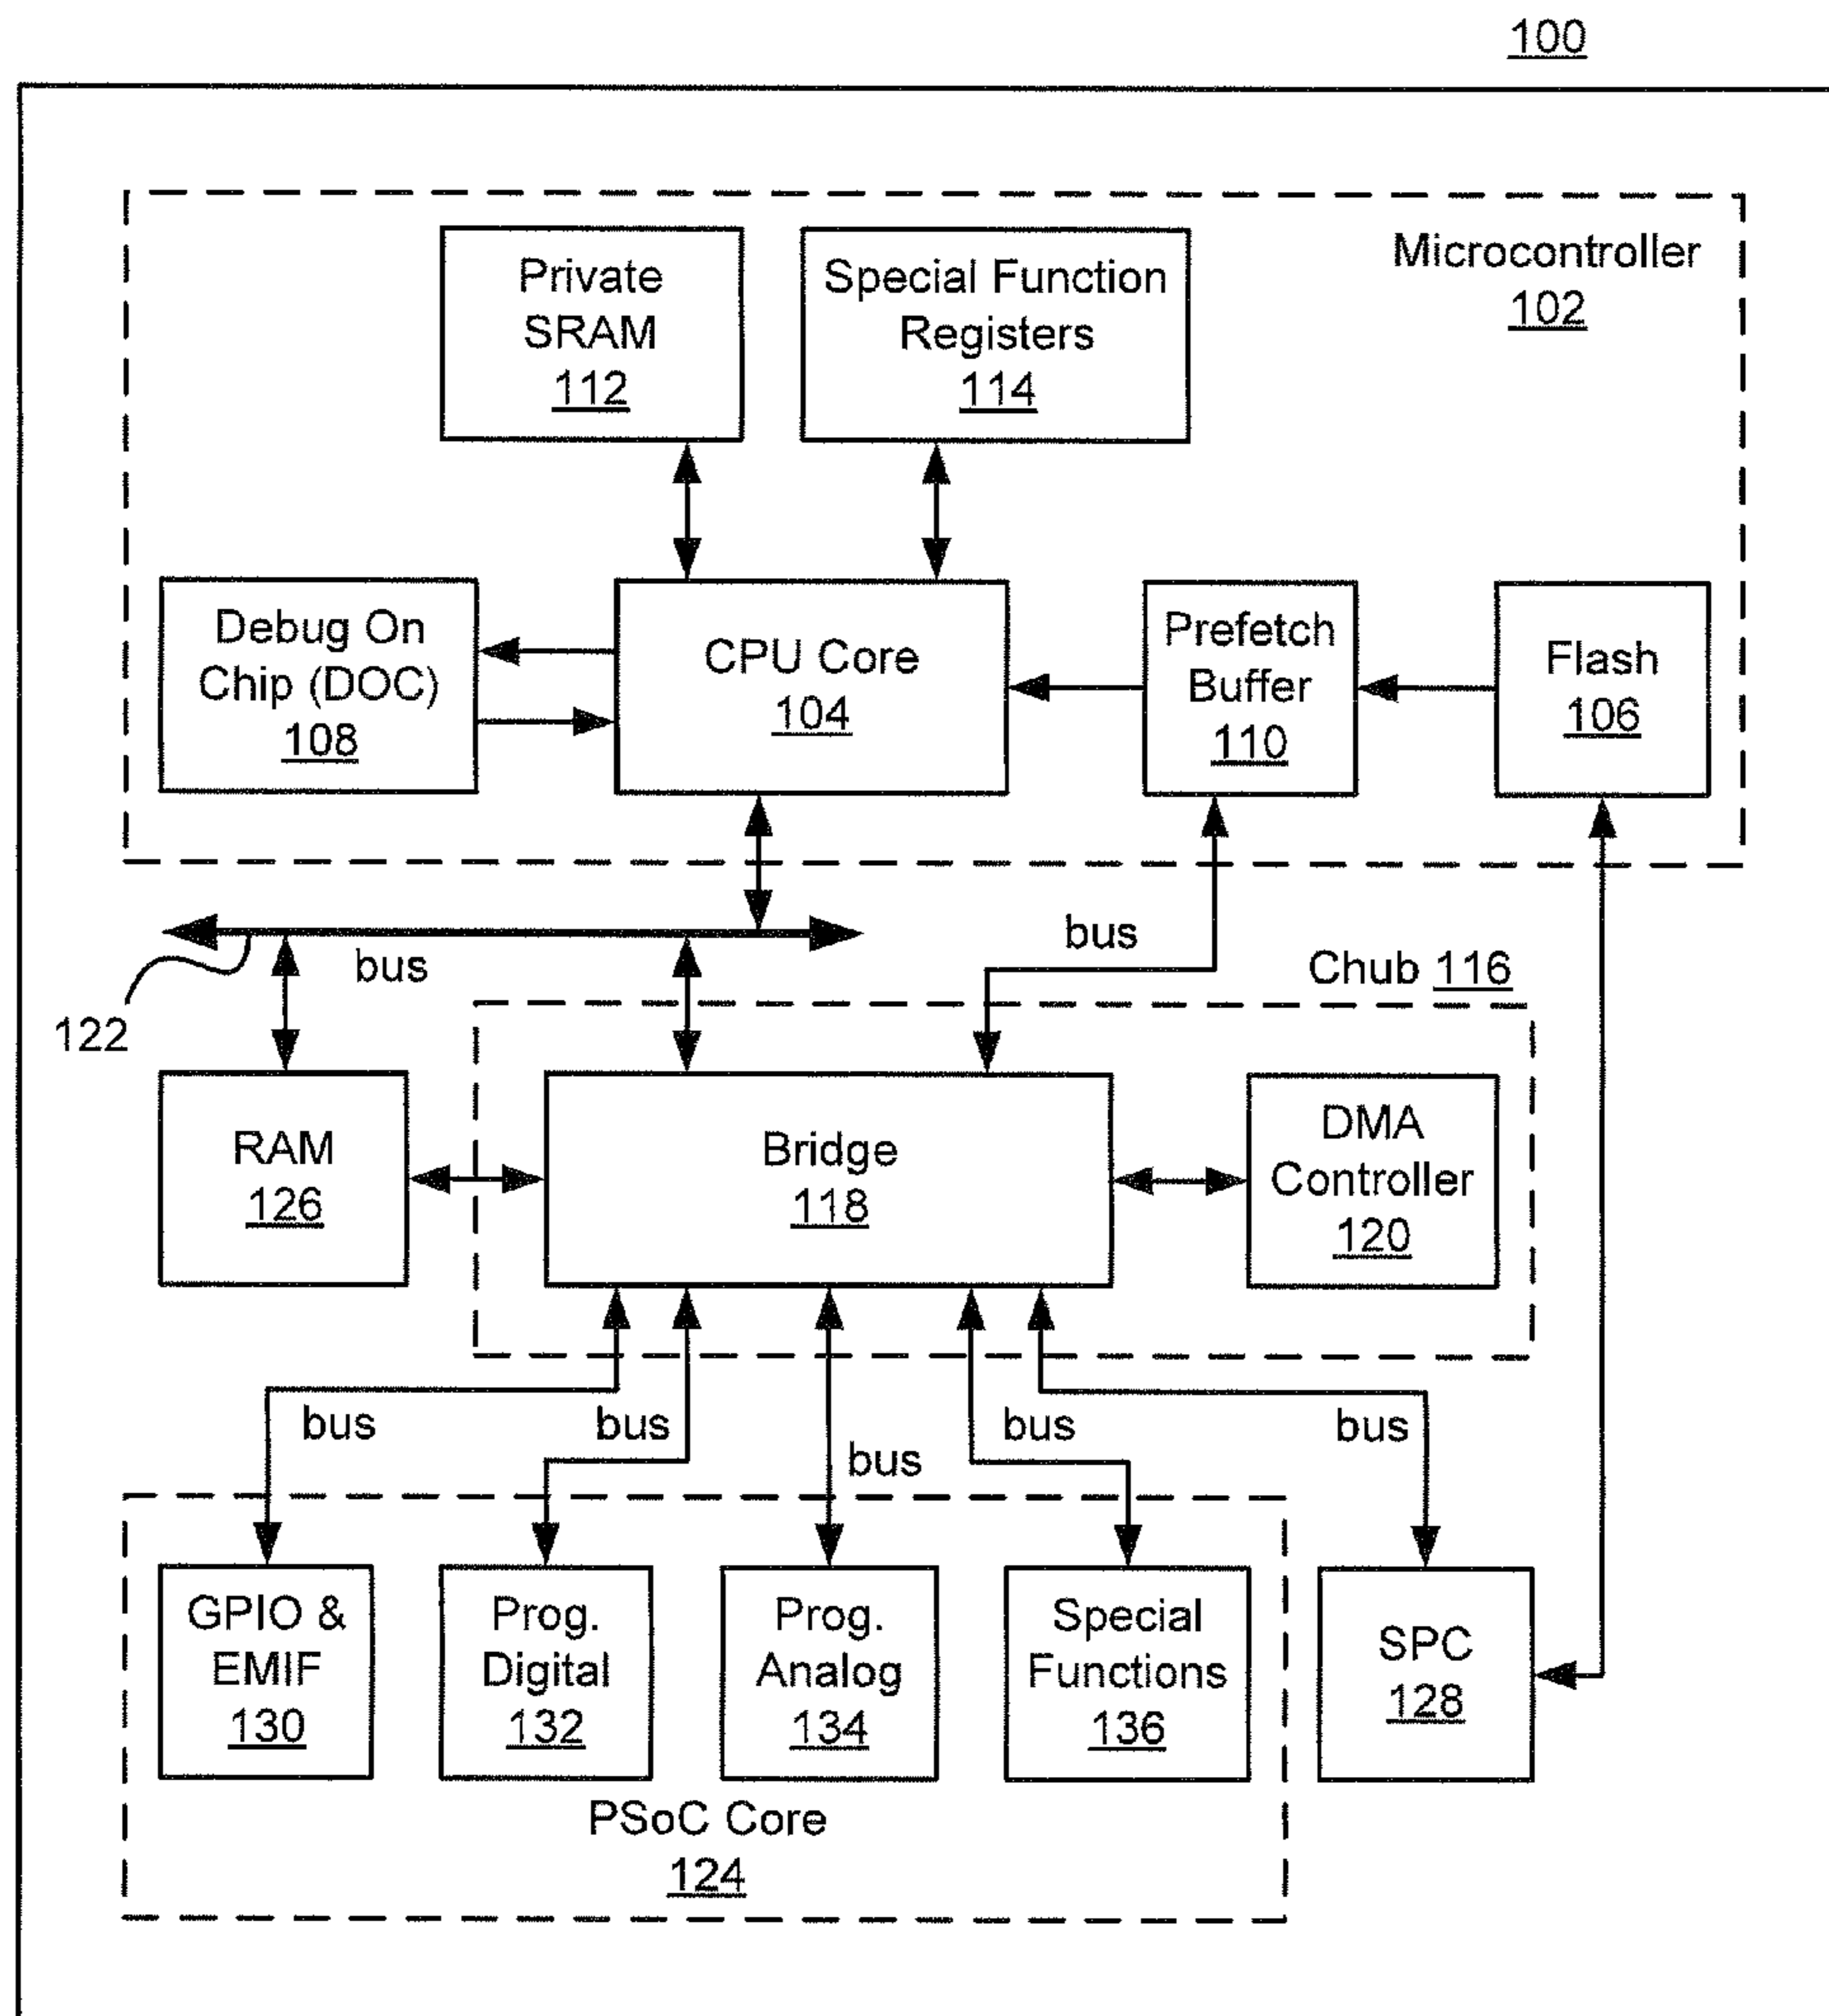 100
Microcontroller
102
Private
SRAM
112
Special Function
Registers
114
Debug On
Chip (DOC)
108
CPU Core
104
Prefetch
Buffer
110
Flash
106
bus
122
bus
Chub 116
RAM
126
Bridge
118
DMA
Controller
120
bus
bus
bus
bus
bus
GPIO &
EMIF
130
Prog.
Digital
132
Prog.
Analog
134
Special
Functions
136
SPC
128
PSoC Core
124